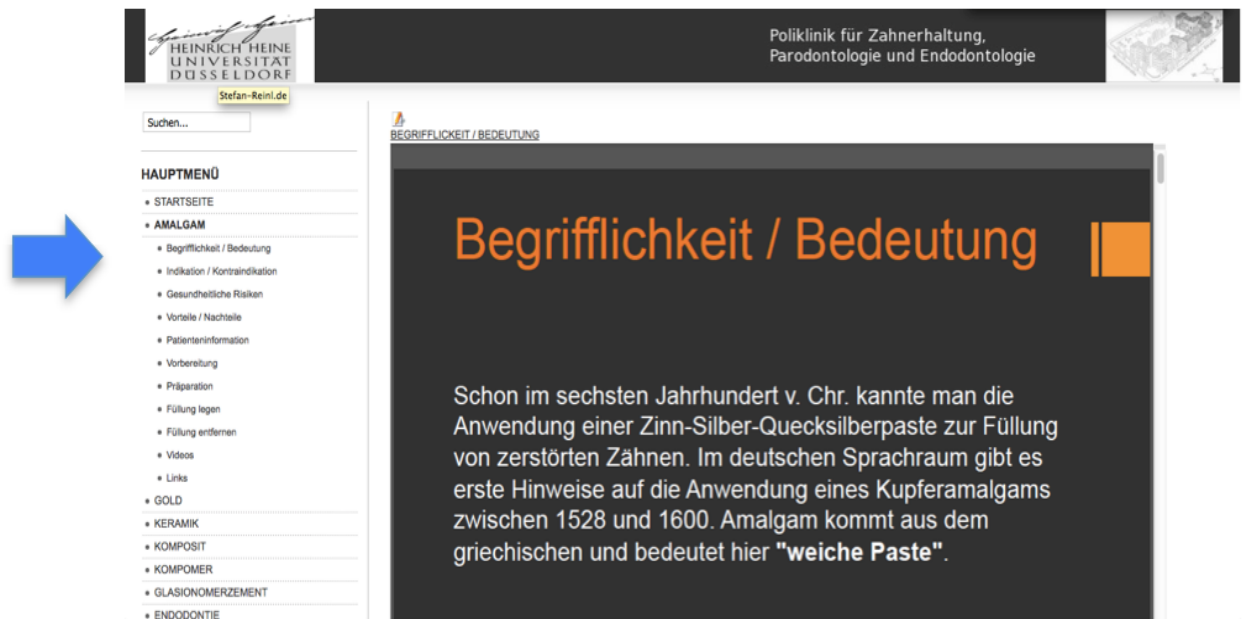 HEINRICH HEINE
UNIVERSITÄT
DÜSSELDORF
Poliklinik für Zahnerhaltung,
Parodontologie und Endodontologie
Stefan-Reinl.de
Suchen...
HAUPTMENÜ
STARTSEITE
AMALGAM
Begrifflichkeit / Bedeutung
Indikation / Kontraindikation
Gesundheitliche Risiken
Vorteile / Nachteile
Patienteninformation
Vorbereitung
Präparation
Füllung legen
Füllung entfernen
Videos
Links
GOLD
KERAMIK
KOMPOSIT
KOMPOMER
GLASIONOMERZEMENT
ENDODONTIE
BEGRIFFLICKEIT / BEDEUTUNG
Begrifflichkeit / Bedeutung
Schon im sechsten Jahrhundert v. Chr. kannte man die
Anwendung einer Zinn-Silber-Quecksilberpaste zur Füllung
von zerstörten Zähnen. Im deutschen Sprachraum gibt es
erste Hinweise auf die Anwendung eines Kupferamalgams
zwischen 1528 und 1600. Amalgam kommt aus dem
griechischen und bedeutet hier "weiche Paste".